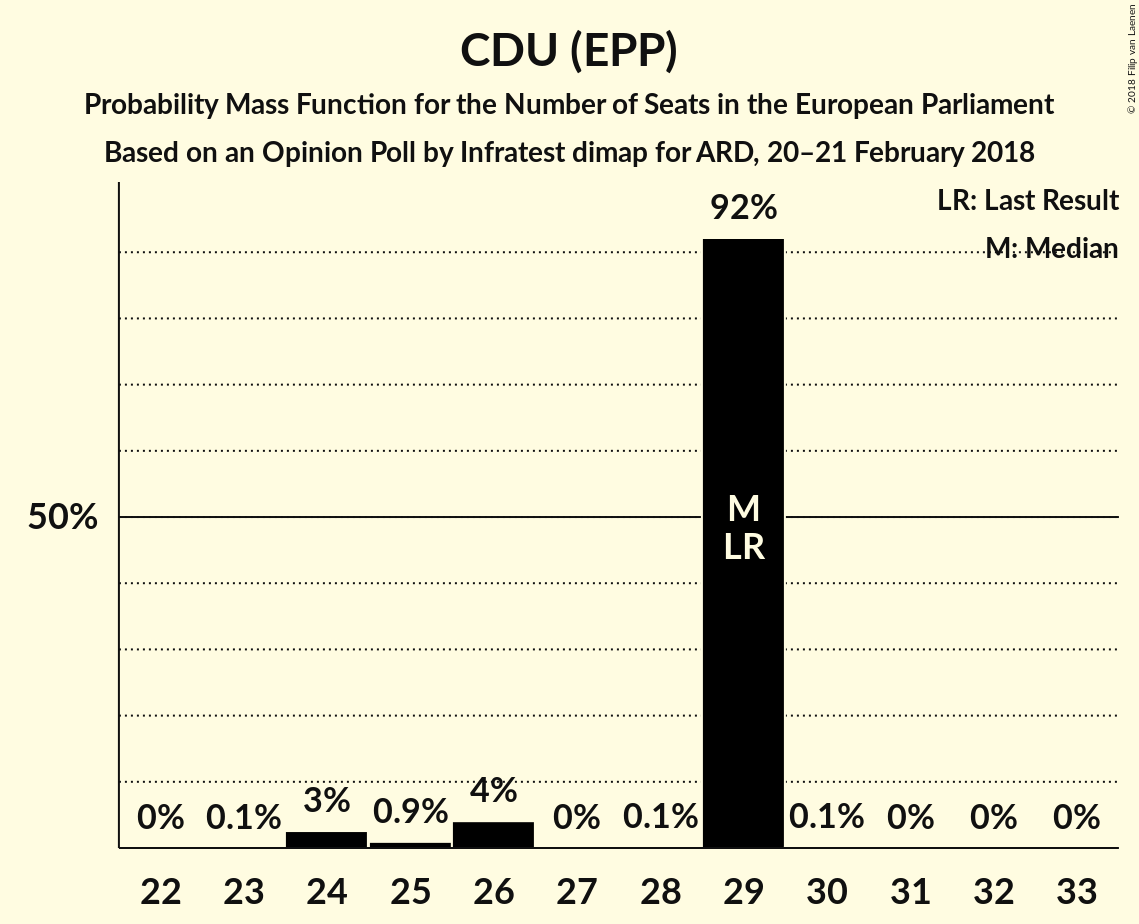 CDU (EPP)
Probability Mass Function for the Number of Seats in the European Parliament
Based on an Opinion Poll by Infratest dimap for ARD, 20–21 February 2018
© 2018 Filip van Laenen
LR: Last Result
M: Median
92%
50%
M
LR
0% 0.1% 3% 0.9% 4% 0% 0.1% 0.1% 0% 0% 0%
22 23 24 25 26 27 28 29 30 31 32 33